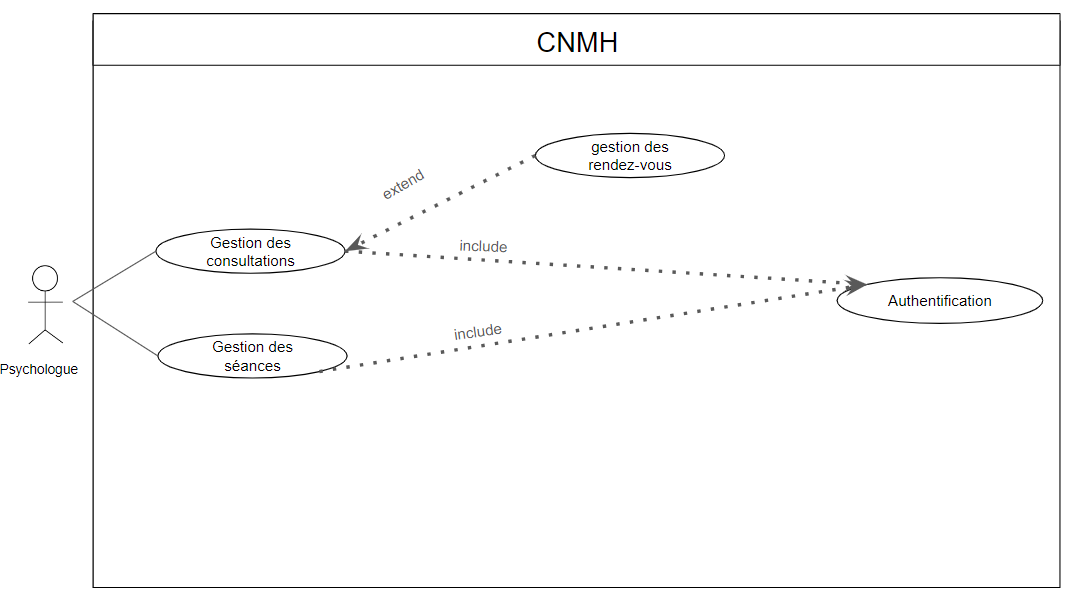 CNMH
gestion des
rendez-vous
extend
Gestion des
consultations
include
Authentification
include
Gestion des
séances
Psychologue